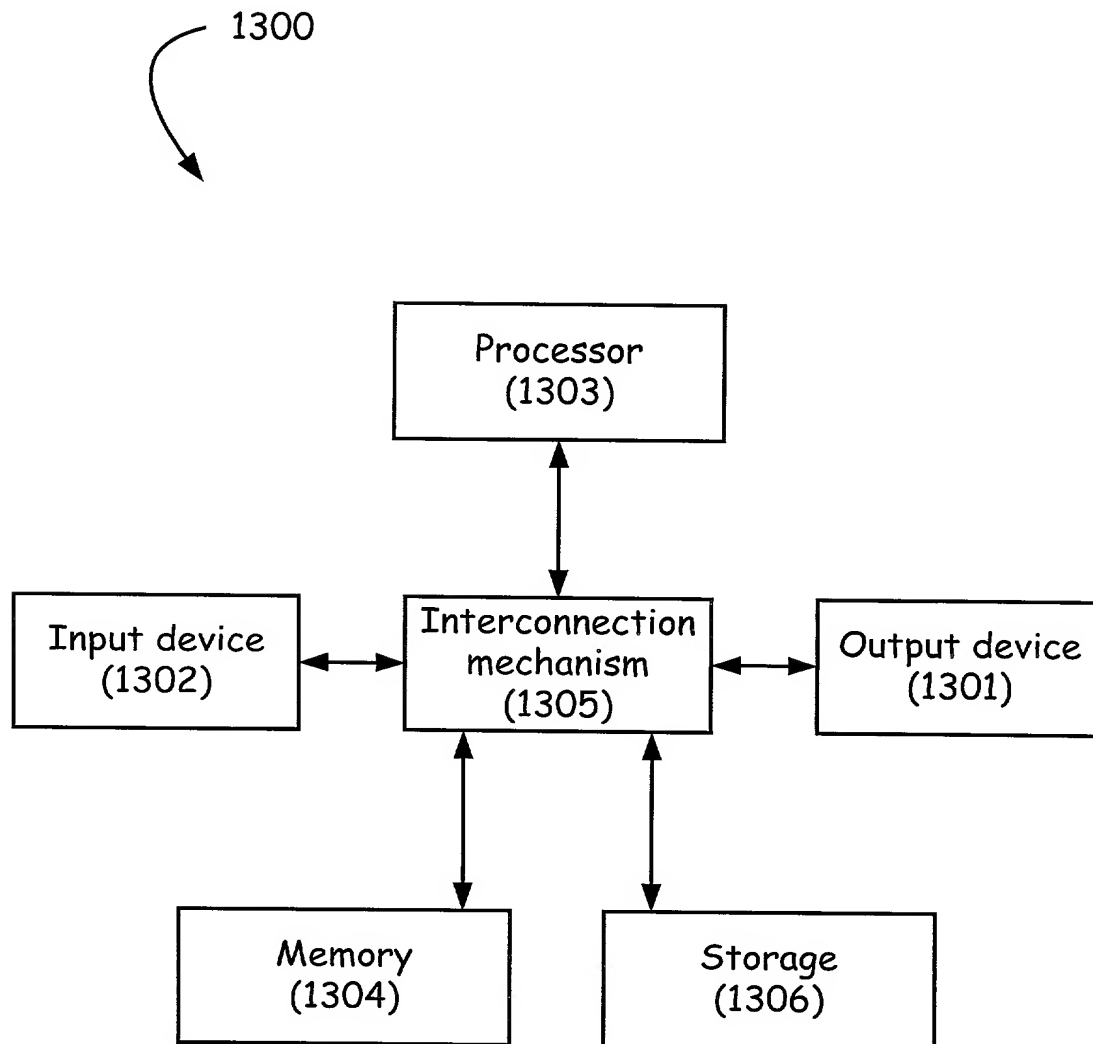 1300
Processor
(1303)
Input device
(1302)
Interconnection
mechanism
(1305)
Output device
(1301)
Memory
(1304)
Storage
(1306)